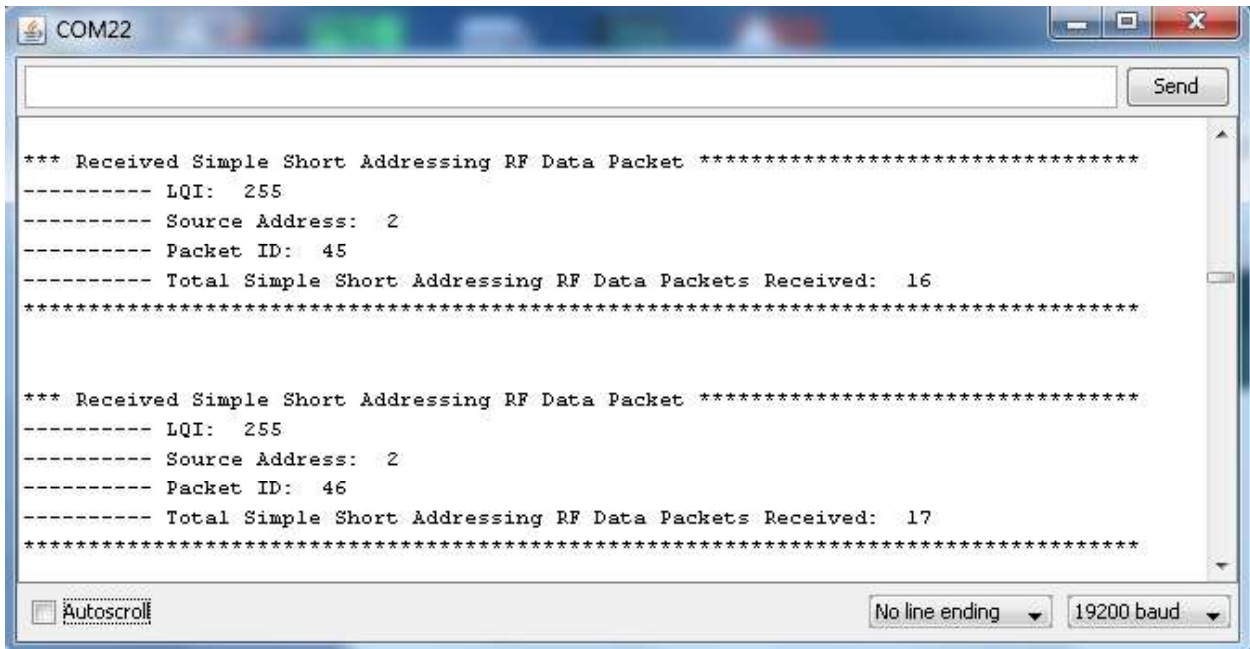 COM22
Send
*** Received Simple Short Addressing RF Data Packet **********************************
---------- LQI:  255
---------- Source Address:  2
---------- Packet ID:  45
---------- Total Simple Short Addressing RF Data Packets Received:  16
**************************************************************************************
*** Received Simple Short Addressing RF Data Packet **********************************
---------- LQI:  255
---------- Source Address:  2
---------- Packet ID:  46
---------- Total Simple Short Addressing RF Data Packets Received:  17
**************************************************************************************
Autoscroll No line ending 19200 baud